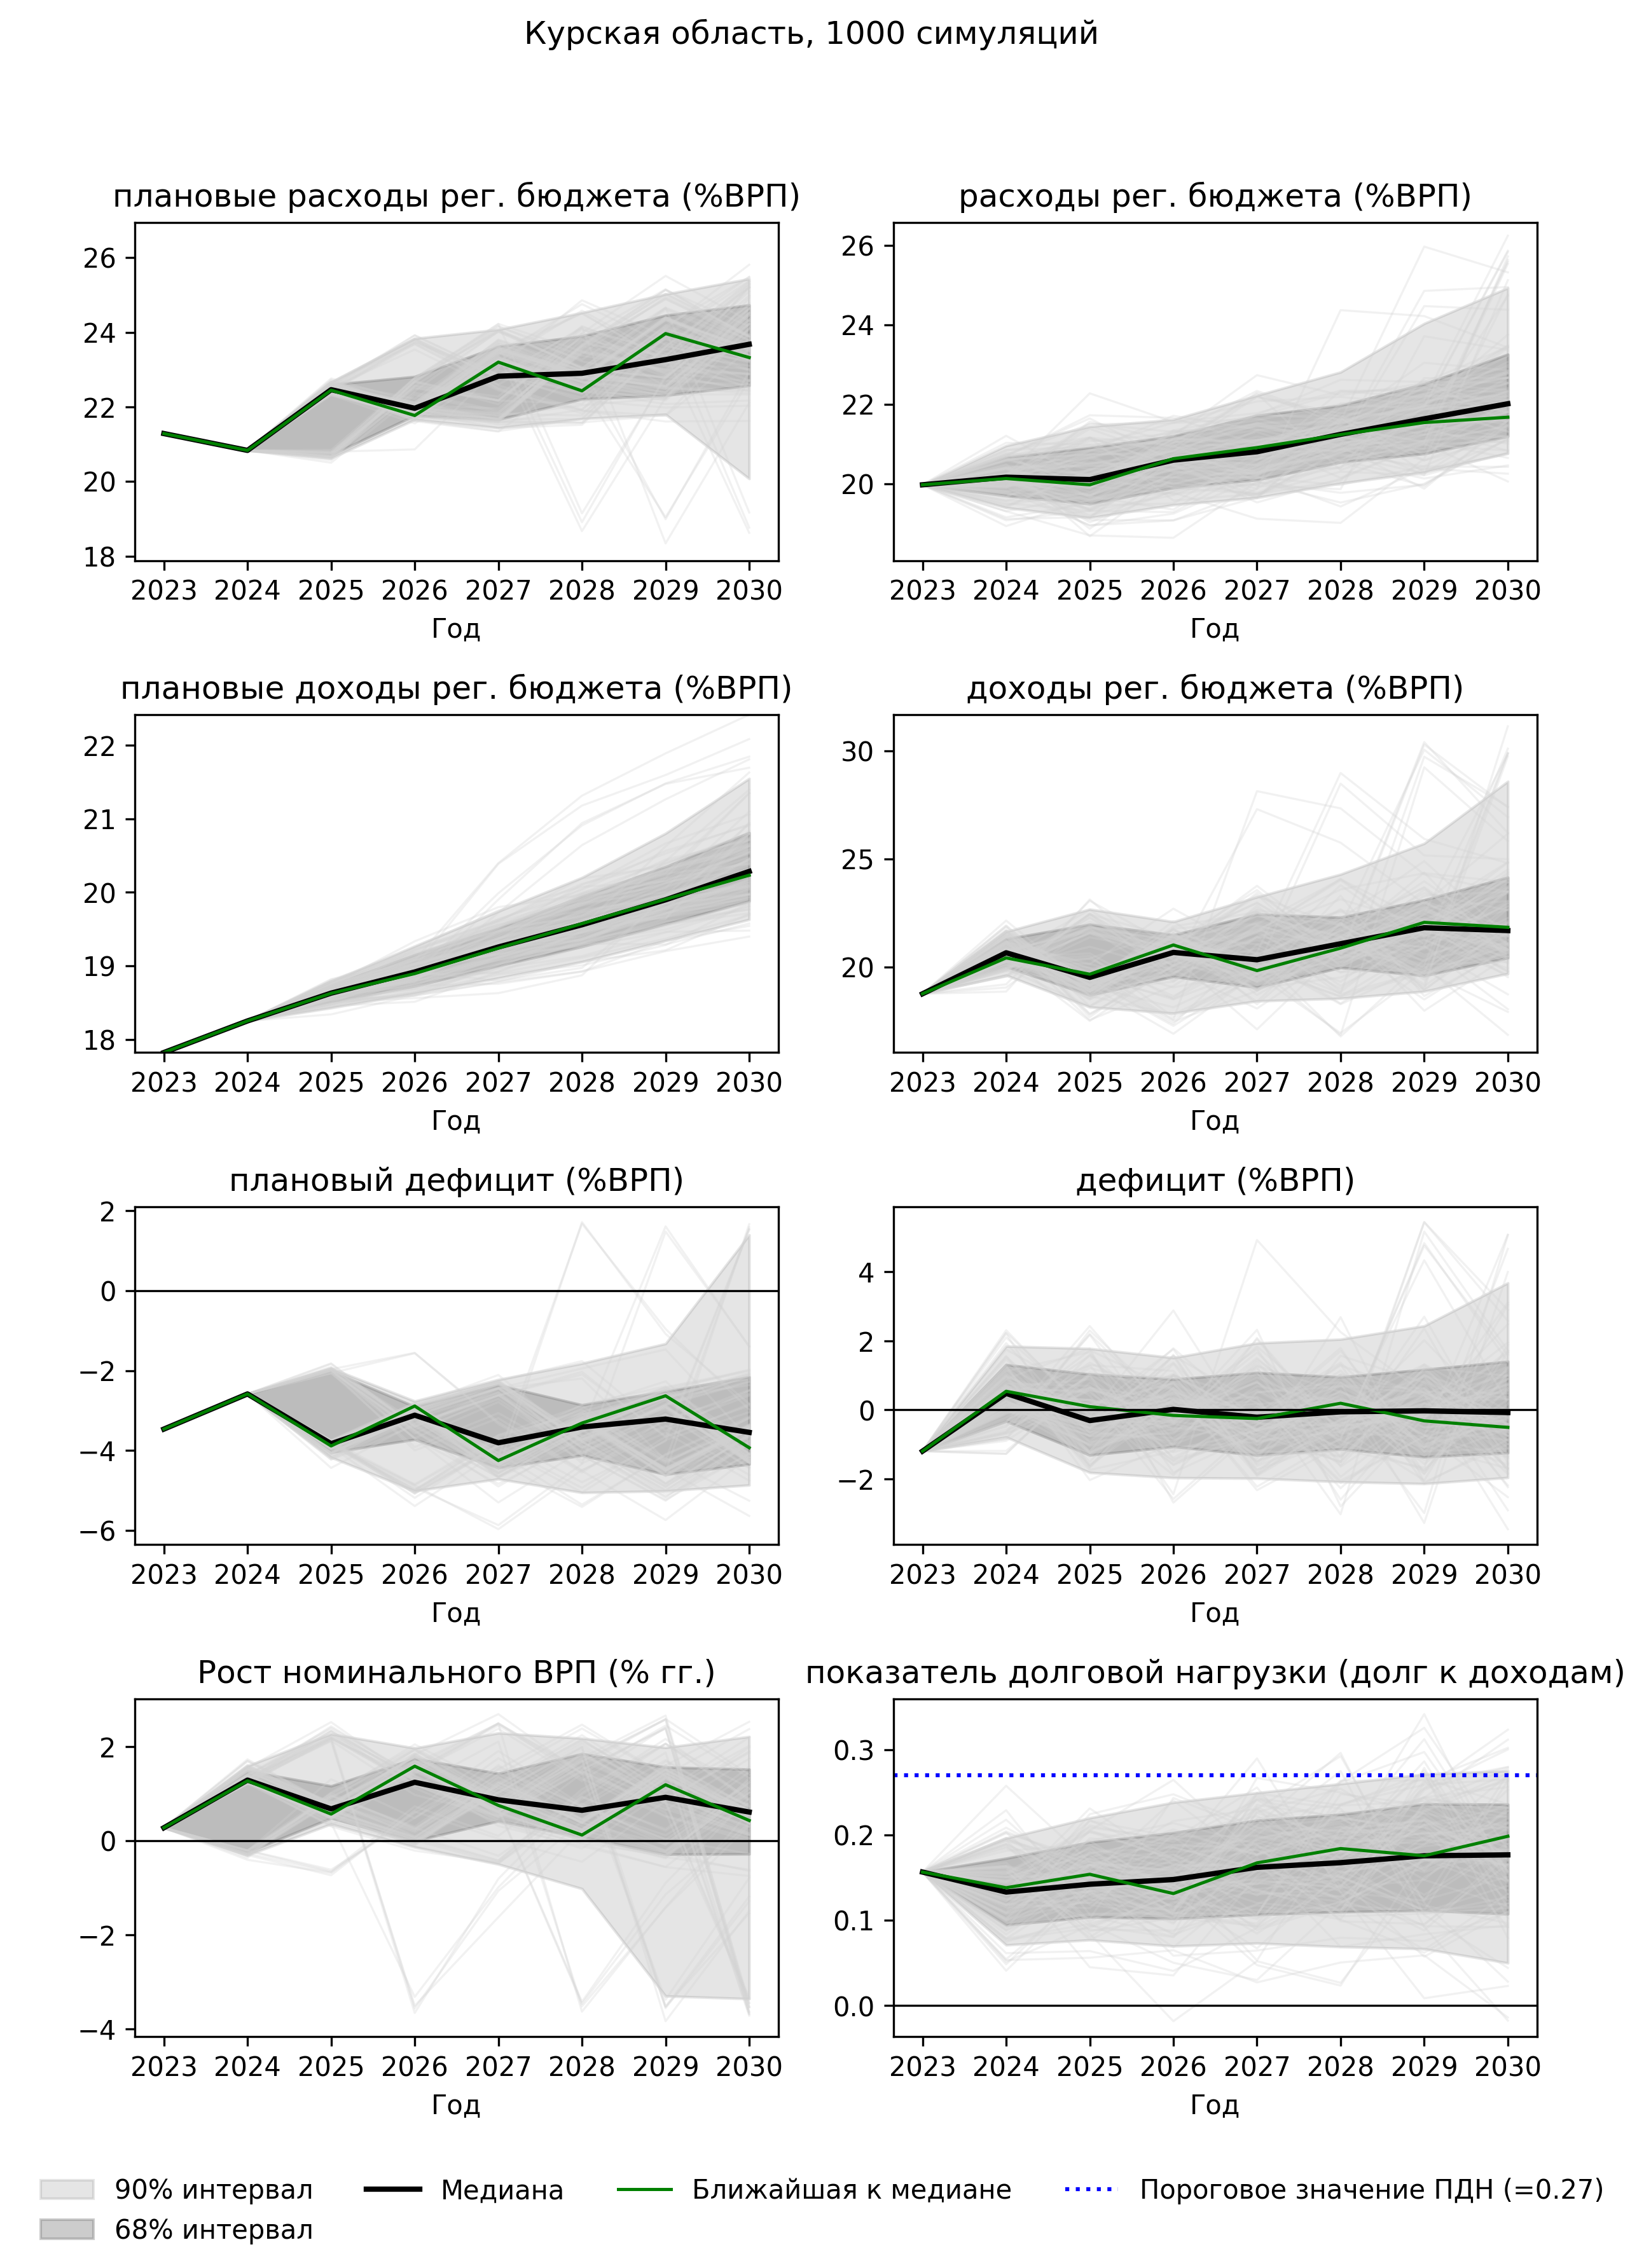 Курская область, 1000 симуляций
плановые расходы рег. бюджета (%ВРП)
26
24
22
20
18
2023 2024 2025 2026 2027 2028 2029 2030
Год
расходы рег. бюджета (%ВРП)
26
24
22
20
2023 2024 2025 2026 2027 2028 2029 2030
Год
плановые доходы рег. бюджета (%ВРП)
22
21
20
19
18
2023 2024 2025 2026 2027 2028 2029 2030
Год
доходы рег. бюджета (%ВРП)
30
25
20
2023 2024 2025 2026 2027 2028 2029 2030
Год
плановый дефицит (%ВРП)
2
0
−2
−4
−6
2023 2024 2025 2026 2027 2028 2029 2030
Год
дефицит (%ВРП)
4
2
0
−2
2023 2024 2025 2026 2027 2028 2029 2030
Год
Рост номинального ВРП (% гг.)
2
0
−2
−4
2023 2024 2025 2026 2027 2028 2029 2030
Год
показатель долговой нагрузки (долг к доходам)
0.3
0.2
0.1
0.0
2023 2024 2025 2026 2027 2028 2029 2030
Год
90% интервал
68% интервал
Медиана
Ближайшая к медиане
Пороговое значение ПДН (=0.27)